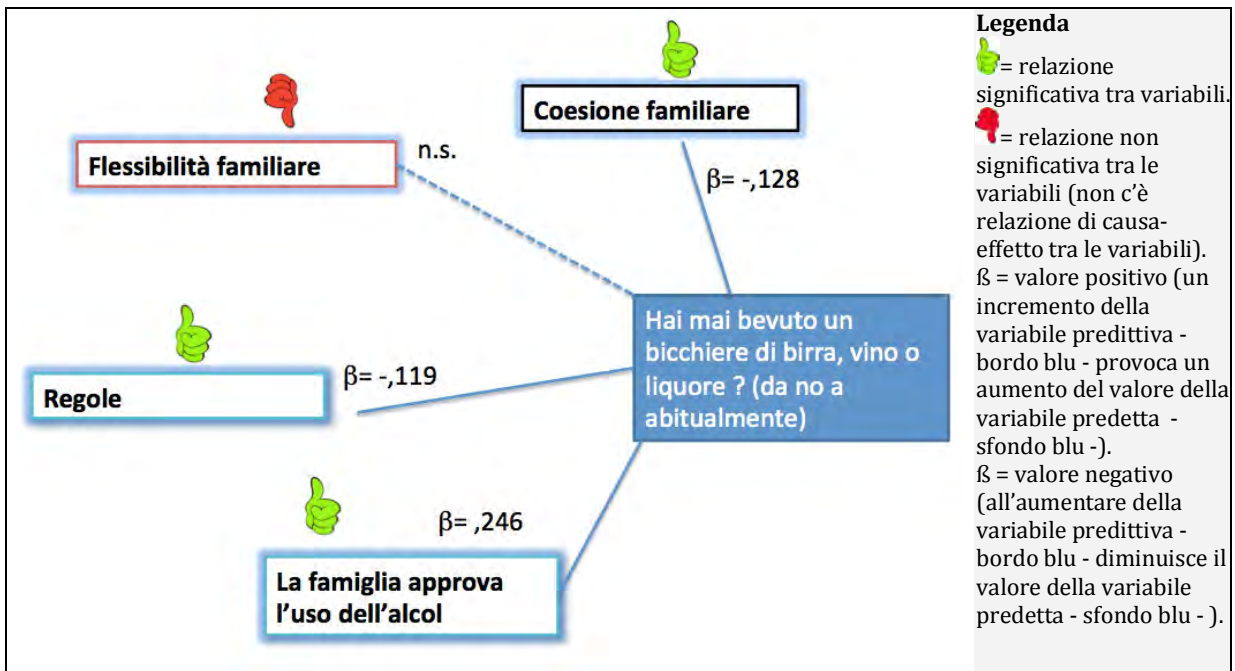 Coesione familiare
Flessibilità familiare
n.s.
β= -,128
Hai mai bevuto un
bicchiere di birra, vino o
liquore ? (da no a
abitualmente)
Regole
β= -,119
β= ,246
La famiglia approva
l’uso dell’alcol
Legenda
= relazione
significativa tra variabili.
= relazione non
significativa tra le
variabili (non c’è
relazione di causa-
effetto tra le variabili).
ß = valore positivo (un
incremento della
variabile predittiva -
bordo blu - provoca un
aumento del valore della
variabile predetta -
sfondo blu -).
ß = valore negativo
(all’aumentare della
variabile predittiva -
bordo blu - diminuisce il
valore della variabile
predetta - sfondo blu - ).